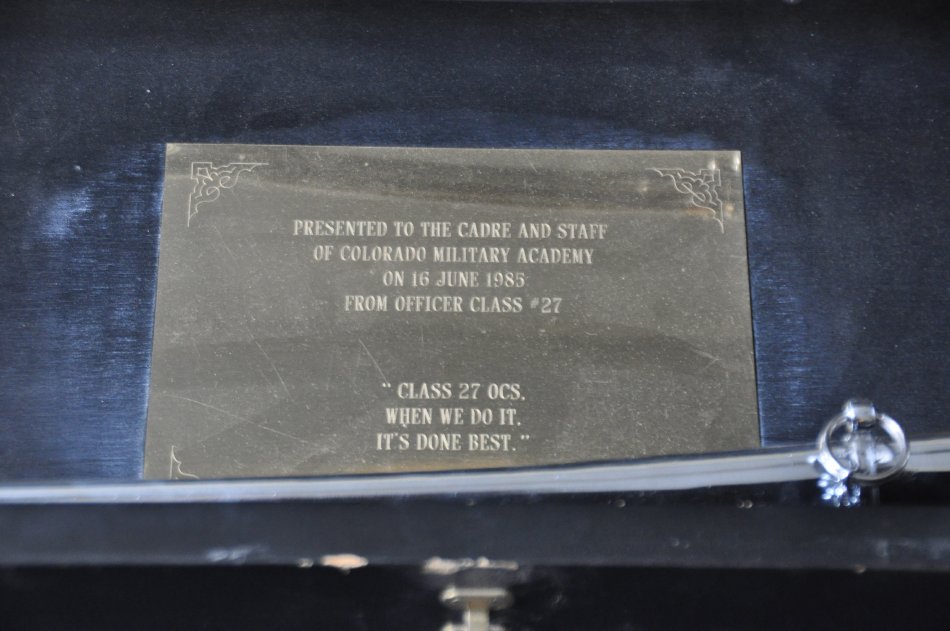 PRESENTED TO THE CADRE AND STAFF
OF COLORADO MILITARY ACADEMY
ON 16 JUNE 1985
FROM OFFICER CLASS #27
" CLASS 27 OCS.
WHEN WE DO IT.
IT'S DONE BEST."